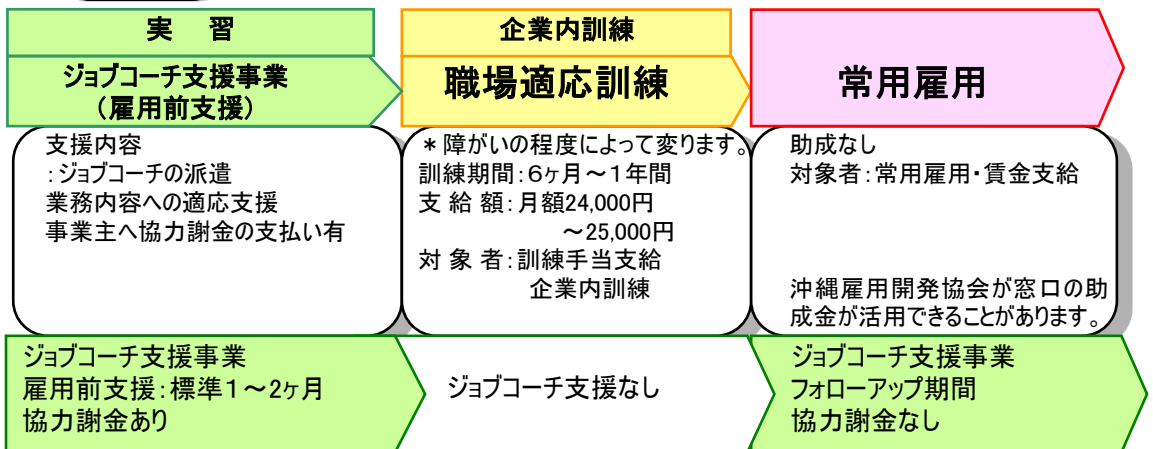 実　習
ジョブコーチ支援事業
(雇用前支援)
企業内訓練
職場適応訓練
常用雇用
支援内容
：ジョブコーチの派遣
業務内容への適応支援
事業主へ協力謝金の支払い有
＊障がいの程度によって変ります。
訓練期間：６ヶ月～１年間
支 給 額：月額24,000円
～25,000円
対 象 者：訓練手当支給
企業内訓練
助成なし
対象者：常用雇用・賃金支給
沖縄雇用開発協会が窓口の助
成金が活用できることがあります。
ジョブコーチ支援事業
雇用前支援：標準１～２ヶ月
協力謝金あり
ジョブコーチ支援なし
ジョブコーチ支援事業
フォローアップ期間
協力謝金なし